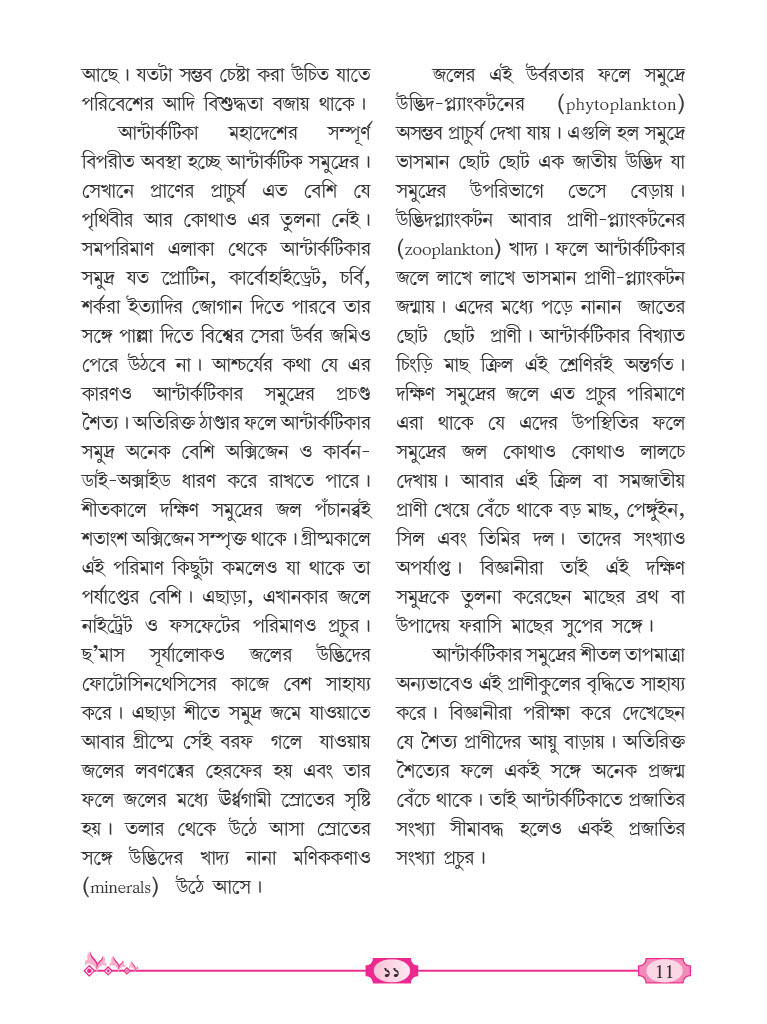 আছে। যতটা সম্ভব চেষ্টা করা উচিত যাতে
পরিবেশের আদি বিশুদ্ধতা বজায় থাকে।
আন্টার্কটিকা মহাদেশের সম্পূর্ণ
বিপরীত অবস্থা হচ্ছে আন্টার্কটিক সমুদ্রের।
সেখানে প্রাণের প্রাচুর্য এত বেশি যে
পৃথিবীর আর কোথাও এর তুলনা নেই।
সমপরিমাণ এলাকা থেকে আন্টার্কটিকার
সমুদ্র যত প্রোটিন, কার্বোহাইড্রেট, চর্বি,
শর্করা ইত্যাদির জোগান দিতে পারবে তার
সঙ্গে পাল্লা দিতে বিশ্বের সেরা উর্বর জমিও
পেরে উঠবে না। আশ্চর্যের কথা যে এর
কারণও আন্টার্কটিকার সমুদ্রের প্রচণ্ড
শৈত্য। অতিরিক্ত ঠাণ্ডার ফলে আন্টার্কটিকার
সমুদ্র অনেক বেশি অক্সিজেন ও কার্বন-
ডাই-অক্সাইড ধারণ করে রাখতে পারে।
শীতকালে দক্ষিণ সমুদ্রের জল পঁচানব্বই
শতাংশ অক্সিজেন সম্পৃক্ত থাকে। গ্রীষ্মকালে
এই পরিমাণ কিছুটা কমলেও যা থাকে তা
পর্যাপ্তের বেশি। এছাড়া, এখানকার জলে
নাইট্রেট ও ফসফেটের পরিমাণও প্রচুর।
ছ’মাস সূর্যালোকও জলের উদ্ভিদের
ফোটোসিনথেসিসের কাজে বেশ সাহায্য
করে। এছাড়া শীতে সমুদ্র জমে যাওয়াতে
আবার গ্রীষ্মে সেই বরফ গলে যাওয়ায়
জলের লবণত্বের হেরফের হয় এবং তার
ফলে জলের মধ্যে ঊর্ধ্বগামী স্রোতের সৃষ্টি
হয়। তলার থেকে উঠে আসা স্রোতের
সঙ্গে উদ্ভিদের খাদ্য নানা মণিককণাও
(minerals) উঠে আসে।
জলের এই উর্বরতার ফলে সমুদ্রে
উদ্ভিদ-প্ল্যাংকটনের (phytoplankton)
অসম্ভব প্রাচুর্য দেখা যায়। এগুলি হল সমুদ্রে
ভাসমান ছোট ছোট এক জাতীয় উদ্ভিদ যা
সমুদ্রের উপরিভাগে ভেসে বেড়ায়।
উদ্ভিদপ্ল্যাংকটন আবার প্রাণী-প্ল্যাংকটনের
(zooplankton) খাদ্য। ফলে আন্টার্কটিকার
জলে লাখে লাখে ভাসমান প্রাণী-প্ল্যাংকটন
জন্মায়। এদের মধ্যে পড়ে নানান জাতের
ছোট ছোট প্রাণী। আন্টার্কটিকার বিখ্যাত
চিংড়ি মাছ ক্রিল এই শ্রেণিরই অন্তর্গত।
দক্ষিণ সমুদ্রের জলে এত প্রচুর পরিমাণে
এরা থাকে যে এদের উপস্থিতির ফলে
সমুদ্রের জল কোথাও কোথাও লালচে
দেখায়। আবার এই ক্রিল বা সমজাতীয়
প্রাণী খেয়ে বেঁচে থাকে বড় মাছ, পেঙ্গুইন,
সিল এবং তিমির দল। তাদের সংখ্যাও
অপর্যাপ্ত। বিজ্ঞানীরা তাই এই দক্ষিণ
সমুদ্রকে তুলনা করেছেন মাছের ব্রথ বা
উপাদেয় ফরাসি মাছের সুপের সঙ্গে।
আন্টার্কটিকার সমুদ্রের শীতল তাপমাত্রা
অন্যভাবেও এই প্রাণীকুলের বৃদ্ধিতে সাহায্য
করে। বিজ্ঞানীরা পরীক্ষা করে দেখেছেন
যে শৈত্য প্রাণীদের আয়ু বাড়ায়। অতিরিক্ত
শৈত্যের ফলে একই সঙ্গে অনেক প্রজন্ম
বেঁচে থাকে। তাই আন্টার্কটিকাতে প্রজাতির
সংখ্যা সীমাবদ্ধ হলেও একই প্রজাতির
সংখ্যা প্রচুর।
১১
11